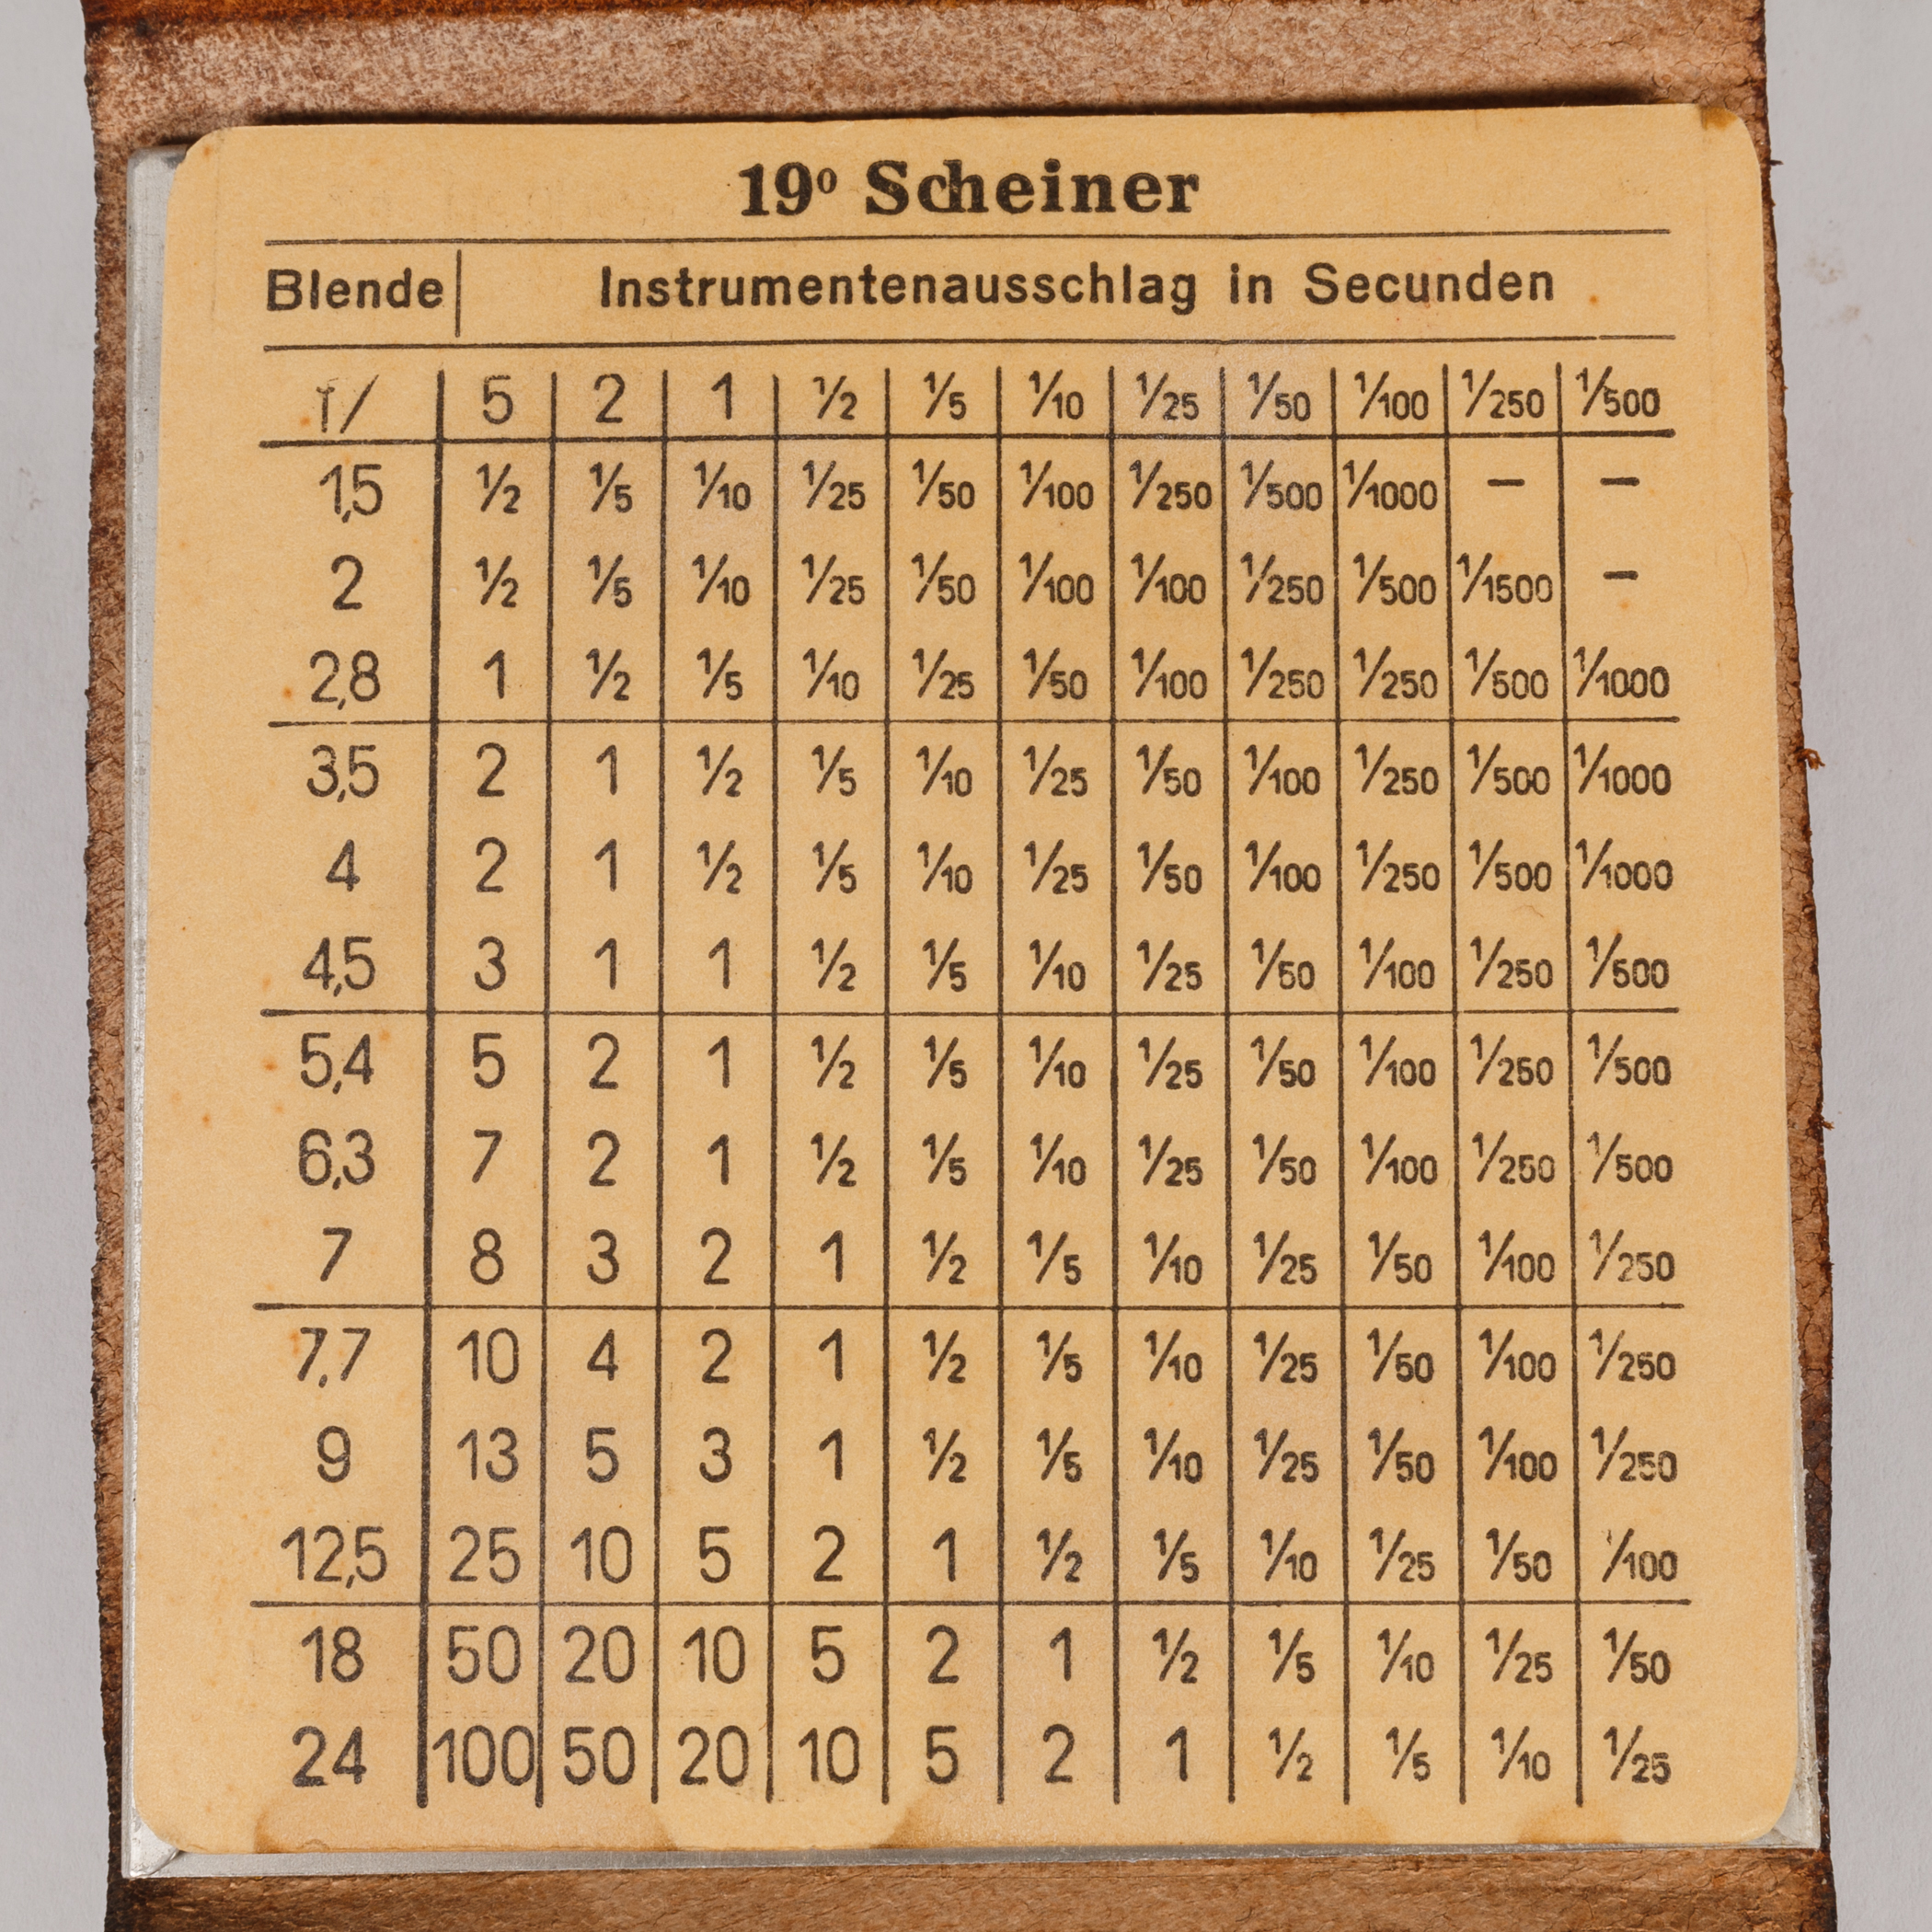 19⁰ Scheiner
Blende Instrumentenausschlag in Secunden
f/ 5 2 1 1/2 1/5 1/10 1/25 1/50 1/100 1/250 1/500
1,5 1/2 1/5 1/10 1/25 1/50 1/100 1/250 1/500 1/1000 – –
2 1/2 1/5 1/10 1/25 1/50 1/100 1/100 1/250 1/500 1/1500 –
2,8 1 1/2 1/5 1/10 1/25 1/50 1/100 1/250 1/250 1/500 1/1000
3,5 2 1 1/2 1/5 1/10 1/25 1/50 1/100 1/250 1/500 1/1000
4 2 1 1/2 1/5 1/10 1/25 1/50 1/100 1/250 1/500 1/1000
4,5 3 1 1 1/2 1/5 1/10 1/25 1/50 1/100 1/250 1/500
5,4 5 2 1 1/2 1/5 1/10 1/25 1/50 1/100 1/250 1/500
6,3 7 2 1 1/2 1/5 1/10 1/25 1/50 1/100 1/250 1/500
7 8 3 2 1 1/2 1/5 1/10 1/25 1/50 1/100 1/250
7,7 10 4 2 1 1/2 1/5 1/10 1/25 1/50 1/100 1/250
9 13 5 3 1 1/2 1/5 1/10 1/25 1/50 1/100 1/250
12,5 25 10 5 2 1 1/2 1/5 1/10 1/25 1/50 1/100
18 50 20 10 5 2 1 1/2 1/5 1/10 1/25 1/50
24 100 50 20 10 5 2 1 1/2 1/5 1/10 1/25